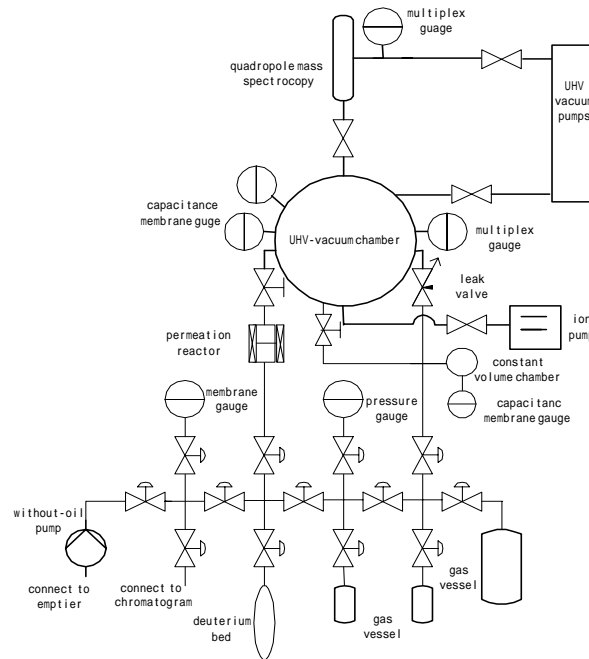 multiplex
guage
quadropole mass
spectrocopy
UHV
vacuum
pumps
capacitance
membrane guge
UHV-vacuum chamber
multiplex
gauge
leak
valve
permeation
reactor
ion
pump
constant
volume chamber
capacitanc
membrane gauge
membrane
gauge
pressure
gauge
without-oil
pump
connect to
emptier
connect to
chromatogram
deuterium
bed
gas
vessel
gas
vessel